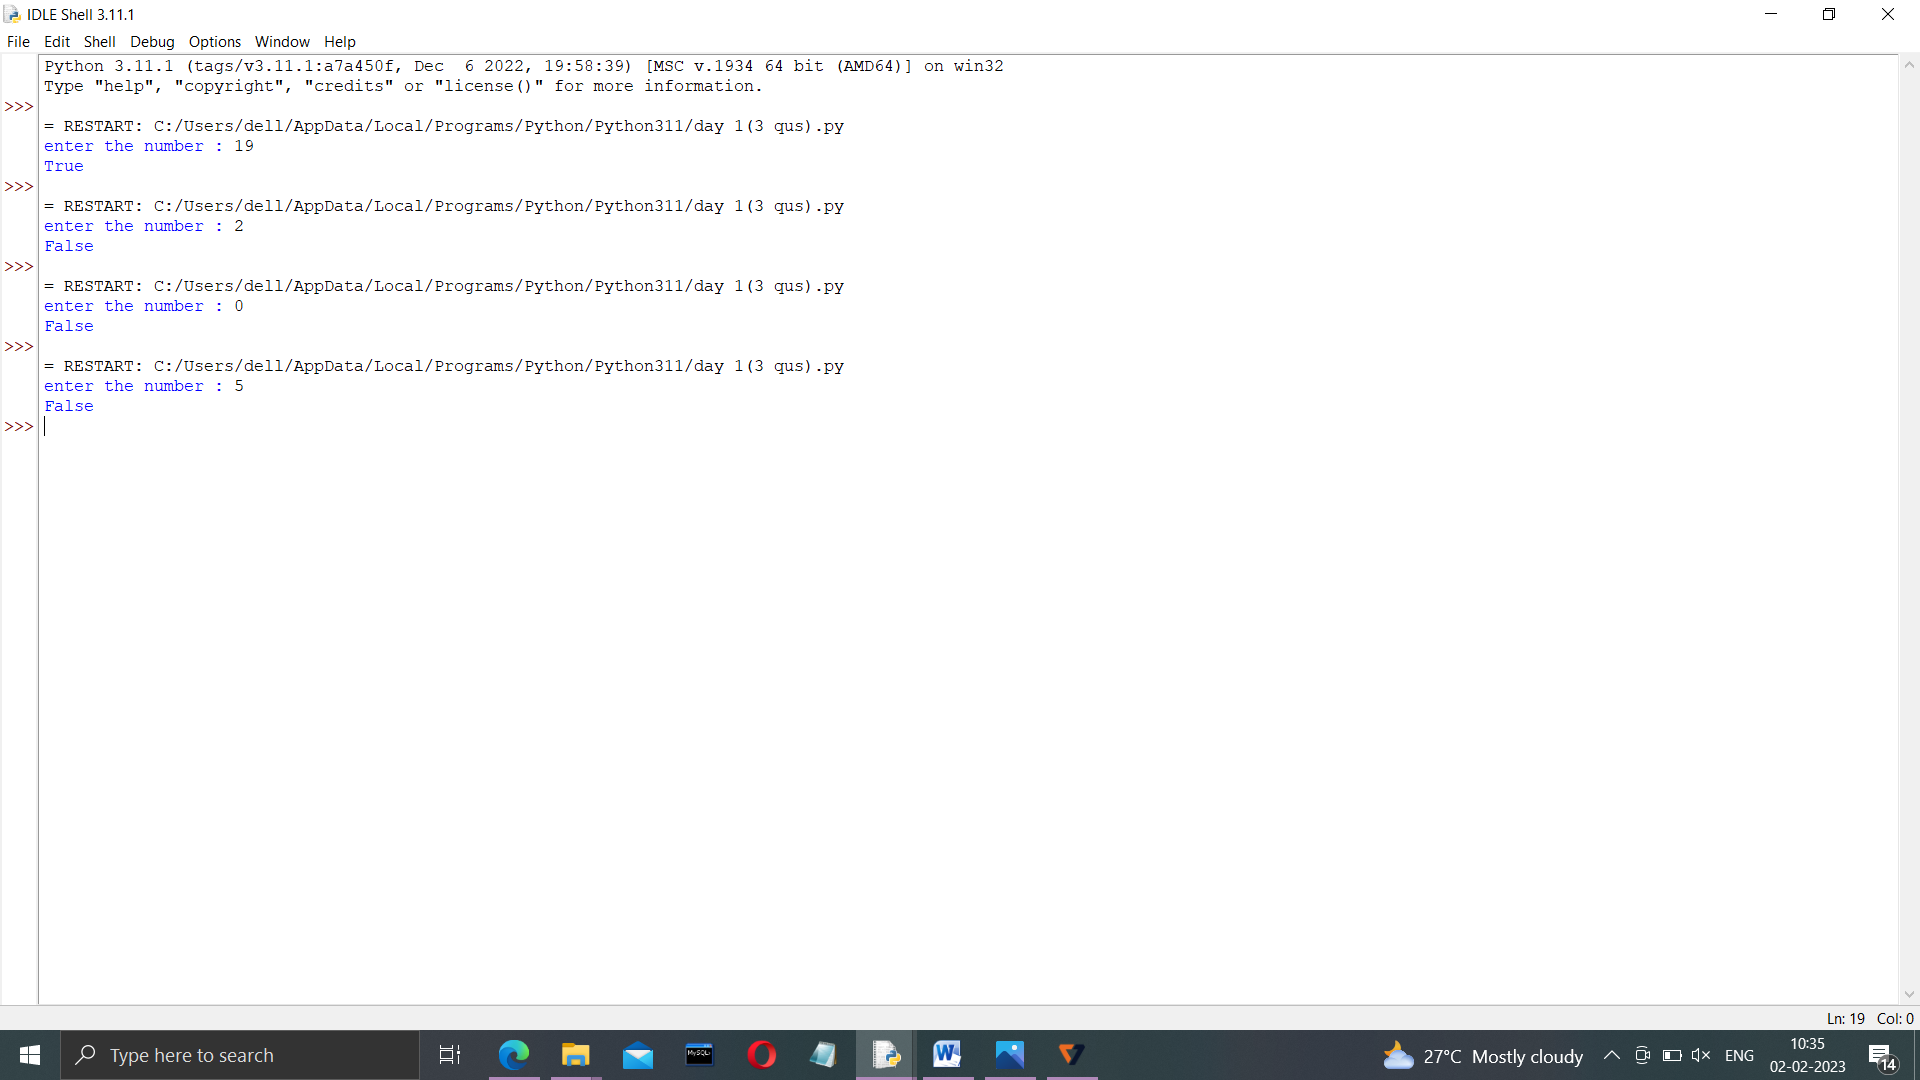 IDLE Shell 3.11.1
File Edit Shell Debug Options Window Help
Python 3.11.1 (tags/v3.11.1:a7a450f, Dec  6 2022, 19:58:39) [MSC v.1934 64 bit (AMD64)] on win32
Type "help", "copyright", "credits" or "license()" for more information.
>>>
= RESTART: C:/Users/dell/AppData/Local/Programs/Python/Python311/day 1(3 qus).py
enter the number : 19
True
>>>
= RESTART: C:/Users/dell/AppData/Local/Programs/Python/Python311/day 1(3 qus).py
enter the number : 2
False
>>>
= RESTART: C:/Users/dell/AppData/Local/Programs/Python/Python311/day 1(3 qus).py
enter the number : 0
False
>>>
= RESTART: C:/Users/dell/AppData/Local/Programs/Python/Python311/day 1(3 qus).py
enter the number : 5
False
>>>
Ln: 19 Col: 0
Type here to search
MySQL
W
27°C Mostly cloudy
ENG
10:35
02-02-2023
14